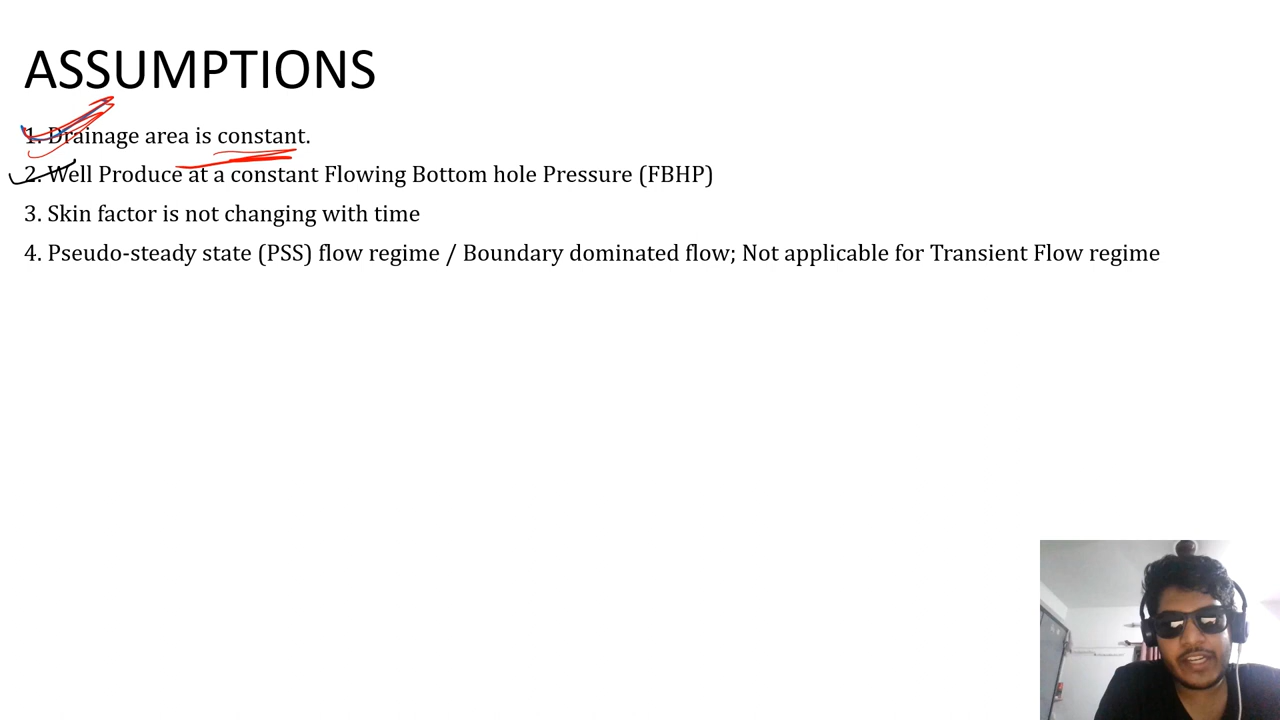 ASSUMPTIONS
1. Drainage area is constant.
2. Well Produce at a constant Flowing Bottom hole Pressure (FBHP)
3. Skin factor is not changing with time
4. Pseudo-steady state (PSS) flow regime / Boundary dominated flow; Not applicable for Transient Flow regime